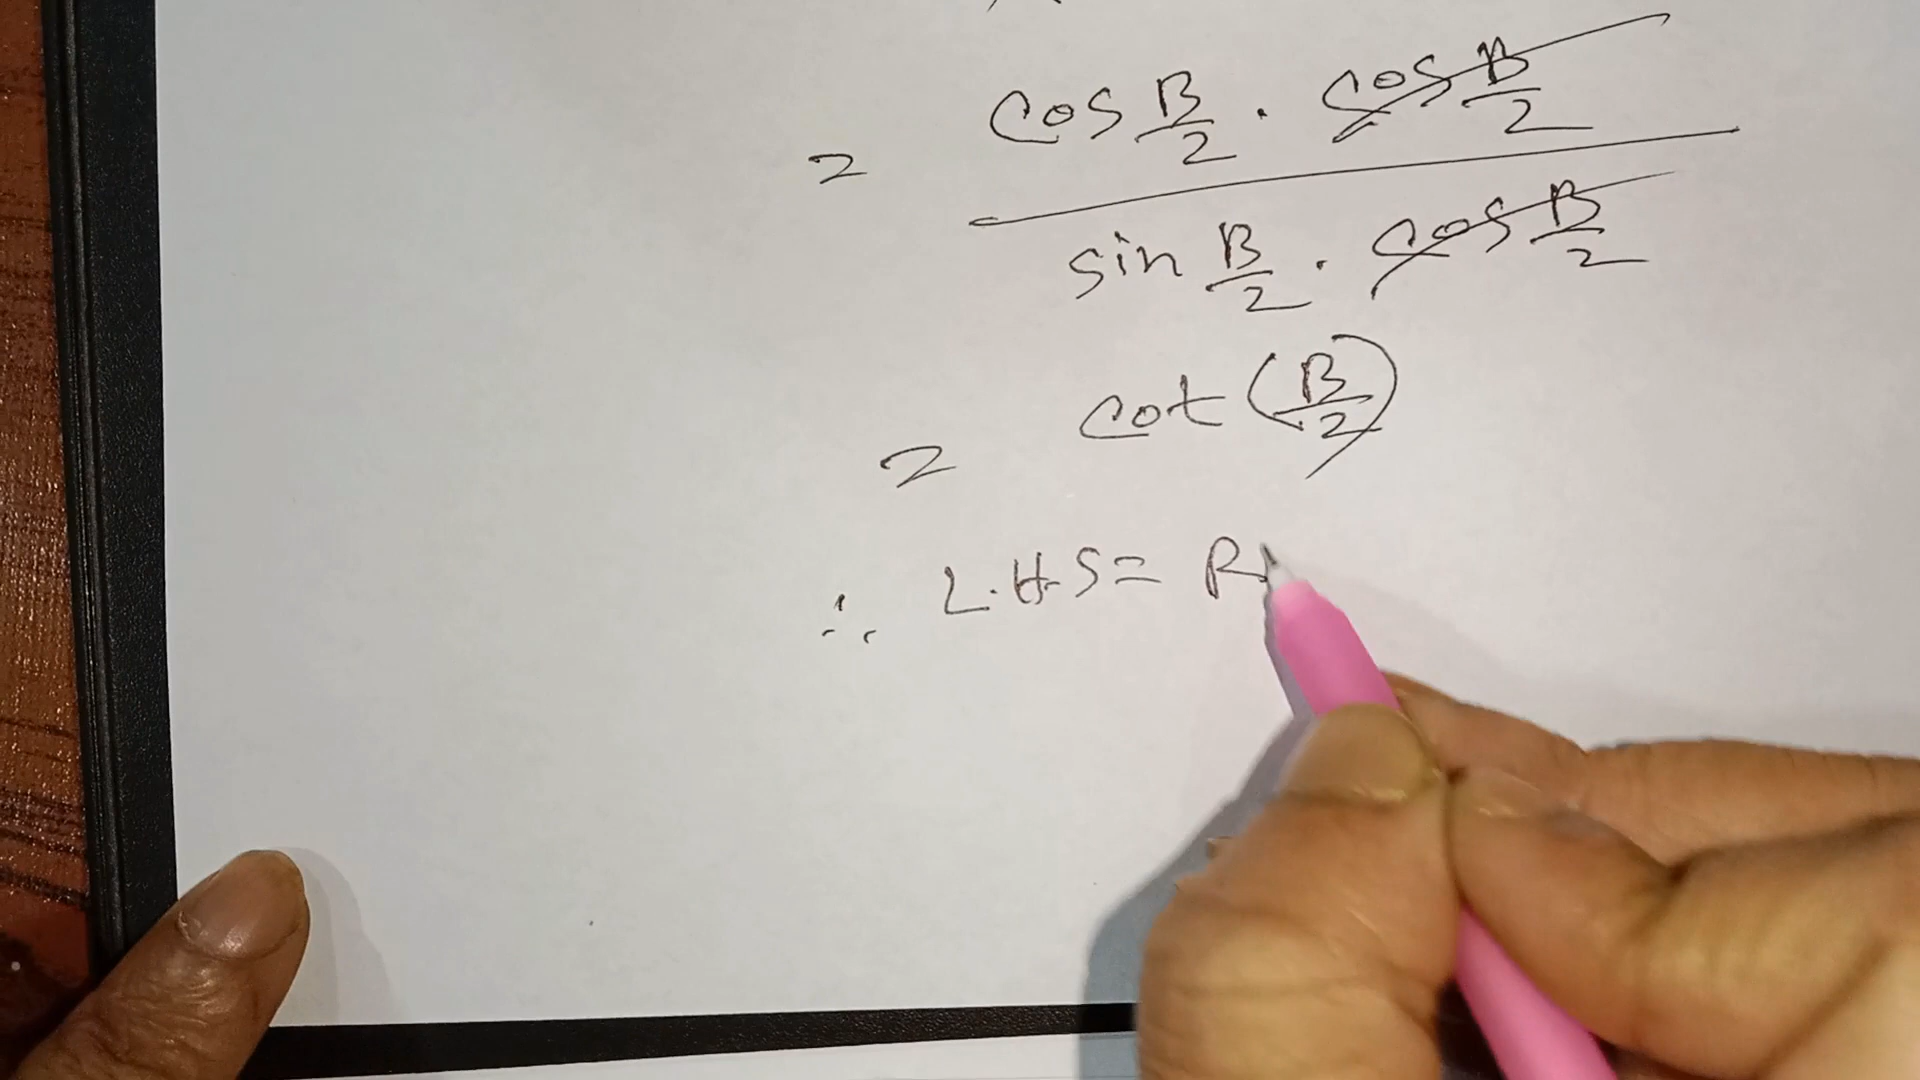 = cos B/2 . cos B/2 / sin B/2 . cos B/2
= cot (B/2)
∴ L.H.S = R